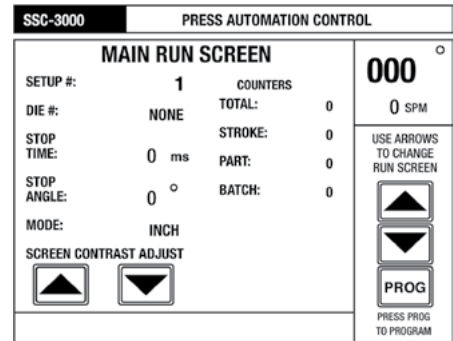 SSC-3000 PRESS AUTOMATION CONTROL
MAIN RUN SCREEN
SETUP #: 1
DIE #: NONE
STOP
TIME: 0 ms
STOP
ANGLE: 0 °
MODE: INCH
COUNTERS
TOTAL: 0
STROKE: 0
PART: 0
BATCH: 0
SCREEN CONTRAST ADJUST
000 °
0 SPM
USE ARROWS
TO CHANGE
RUN SCREEN
PROG
PRESS PROG
TO PROGRAM